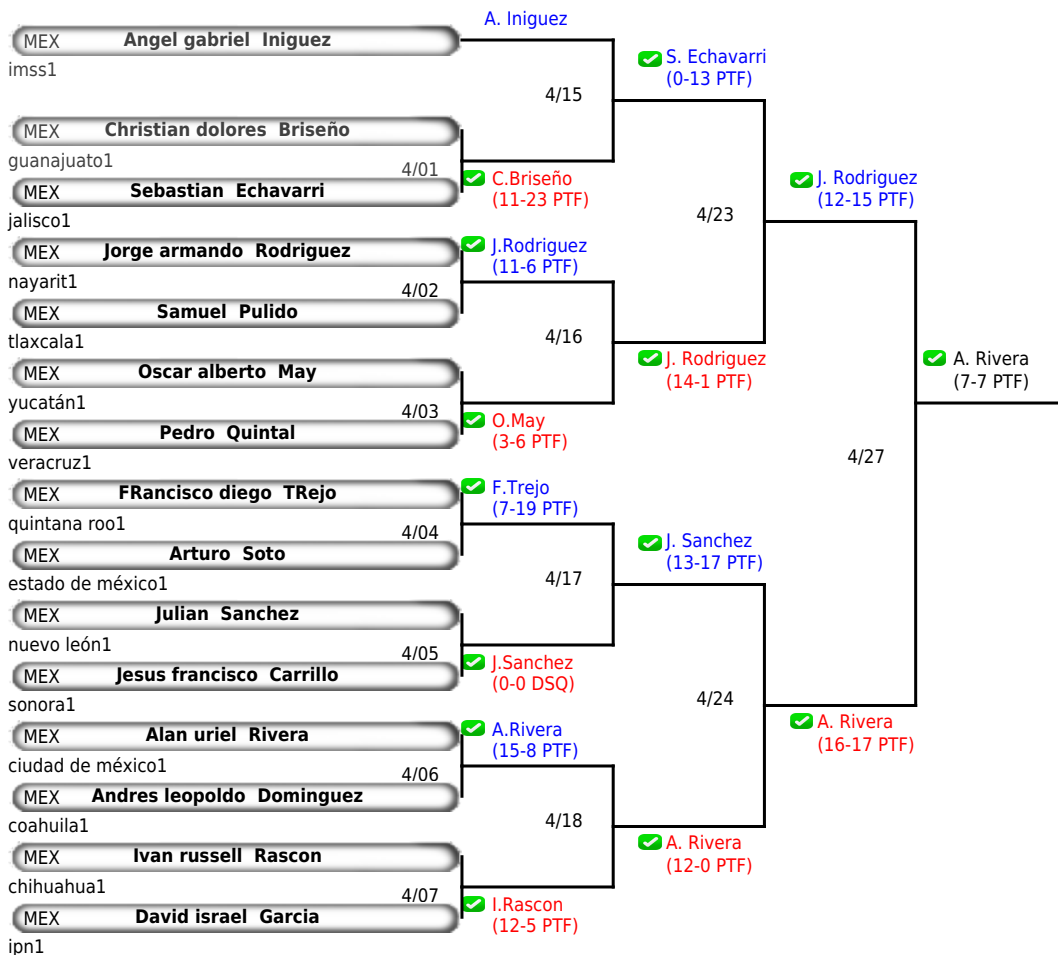 A. Iniguez
MEX Angel gabriel Iniguez
imss1
S. Echavarri
(0-13 PTF)
4/15
MEX Christian dolores Briseño
guanajuato1
4/01
C.Briseño
(11-23 PTF)
MEX Sebastian Echavarri
jalisco1
J. Rodriguez
(12-15 PTF)
4/23
MEX Jorge armando Rodriguez
nayarit1
J.Rodriguez
(11-6 PTF)
4/02
MEX Samuel Pulido
tlaxcala1
4/16
J. Rodriguez
(14-1 PTF)
MEX Oscar alberto May
yucatán1
4/03
O.May
(3-6 PTF)
MEX Pedro Quintal
veracruz1
A. Rivera
(7-7 PTF)
4/27
MEX FRancisco diego TRejo
quintana roo1
F.Trejo
(7-19 PTF)
4/04
MEX Arturo Soto
estado de méxico1
J. Sanchez
(13-17 PTF)
4/17
MEX Julian Sanchez
nuevo león1
4/05
J.Sanchez
(0-0 DSQ)
MEX Jesus francisco Carrillo
sonora1
4/24
A. Rivera
(16-17 PTF)
MEX Alan uriel Rivera
ciudad de méxico1
A.Rivera
(15-8 PTF)
4/06
MEX Andres leopoldo Dominguez
coahuila1
4/18
A. Rivera
(12-0 PTF)
MEX Ivan russell Rascon
chihuahua1
4/07
I.Rascon
(12-5 PTF)
MEX David israel Garcia
ipn1